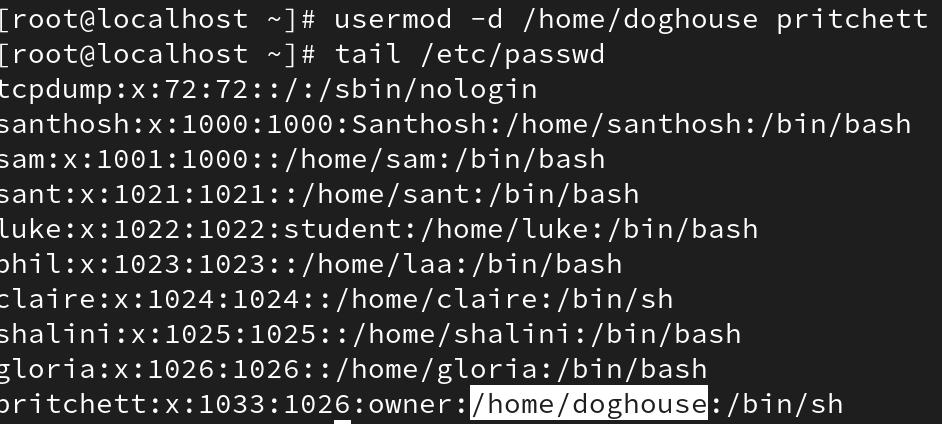 [root@localhost ~]# usermod -d /home/doghouse pritchett
[root@localhost ~]# tail /etc/passwd
tcpdump:x:72:72::/:/sbin/nologin
santhosh:x:1000:1000:Santhosh:/home/santhosh:/bin/bash
sam:x:1001:1000::/home/sam:/bin/bash
sant:x:1021:1021::/home/sant:/bin/bash
luke:x:1022:1022:student:/home/luke:/bin/bash
phil:x:1023:1023::/home/laa:/bin/bash
claire:x:1024:1024::/home/claire:/bin/sh
shalini:x:1025:1025::/home/shalini:/bin/bash
gloria:x:1026:1026::/home/gloria:/bin/bash
pritchett:x:1033:1026:owner:/home/doghouse:/bin/sh